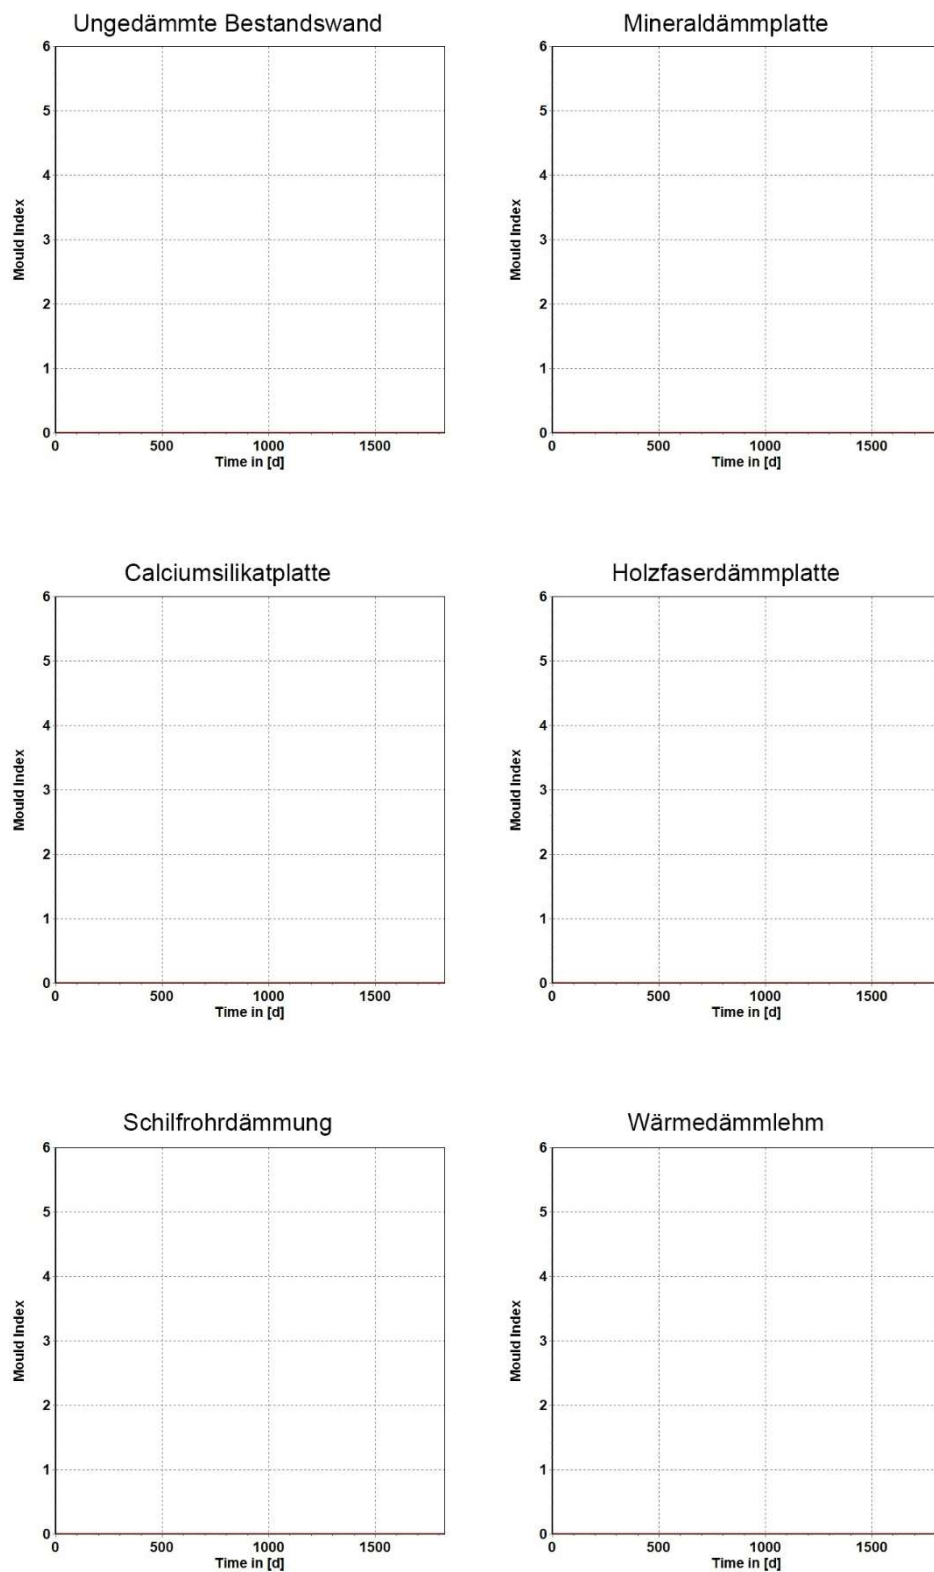 Ungedämmte Bestandswand
6
5
4
3
2
1
0
Mould Index
0 500 1000 1500
Time in [d]
Mineraldämmplatte
6
5
4
3
2
1
0
Mould Index
0 500 1000 1500
Time in [d]
Calciumsilikatplatte
6
5
4
3
2
1
0
Mould Index
0 500 1000 1500
Time in [d]
Holzfaserdämmplatte
6
5
4
3
2
1
0
Mould Index
0 500 1000 1500
Time in [d]
Schilfrohrdämmung
6
5
4
3
2
1
0
Mould Index
0 500 1000 1500
Time in [d]
Wärmedämmlehm
6
5
4
3
2
1
0
Mould Index
0 500 1000 1500
Time in [d]